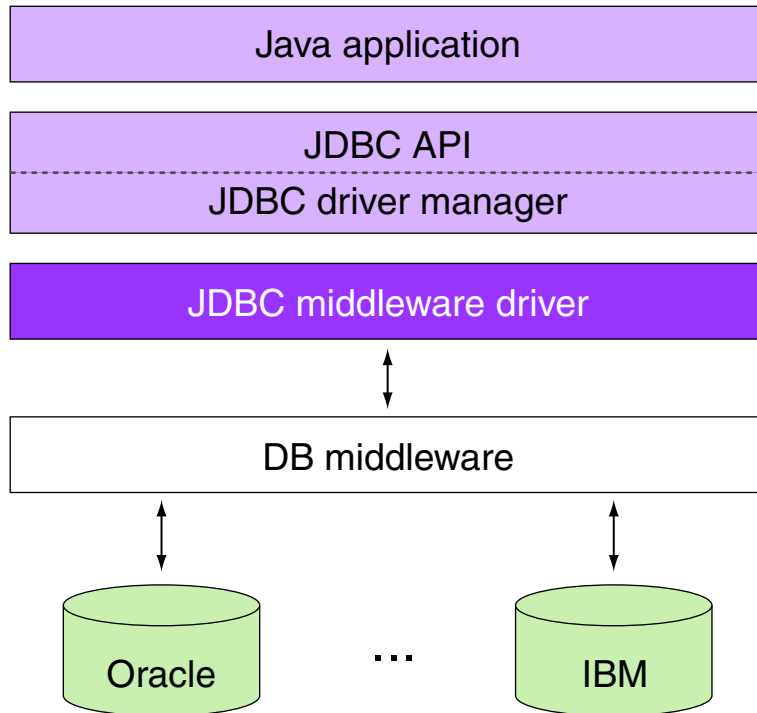 Java application
JDBC API
JDBC driver manager
JDBC middleware driver
DB middleware
Oracle ... IBM